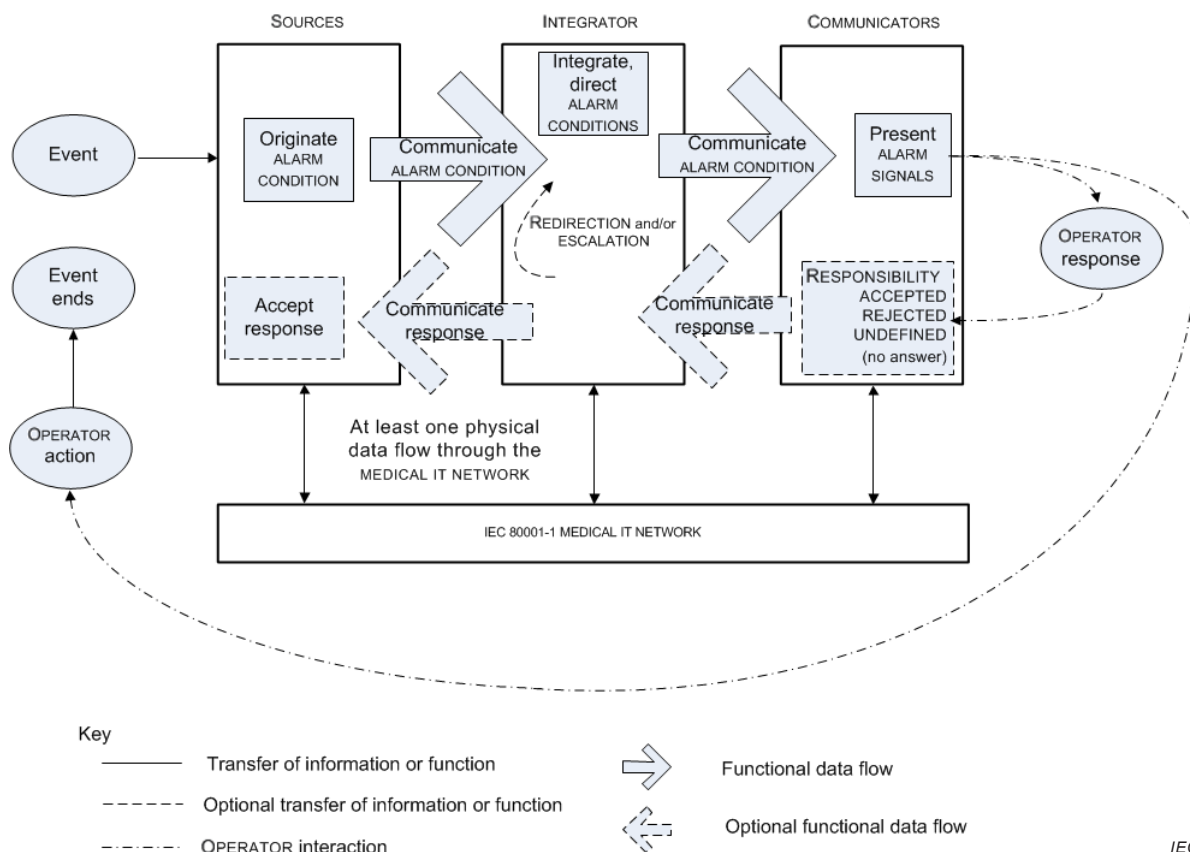 SOURCES
INTEGRATOR
COMMUNICATORS
Event
Originate
ALARM
CONDITION
Communicate
ALARM CONDITION
Integrate,
direct
ALARM
CONDITIONS
Communicate
ALARM CONDITION
Present
ALARM
SIGNALS
REDIRECTION and/or
ESCALATION
OPERATOR
response
Event
ends
Accept
response
Communicate
response
Communicate
response
RESPONSIBILITY
ACCEPTED
REJECTED
UNDEFINED
(no answer)
OPERATOR
action
At least one physical
data flow through the
MEDICAL IT NETWORK
IEC 80001-1 MEDICAL IT NETWORK
Key
Transfer of information or function
Functional data flow
Optional transfer of information or function
Optional functional data flow
OPERATOR interaction
IEC